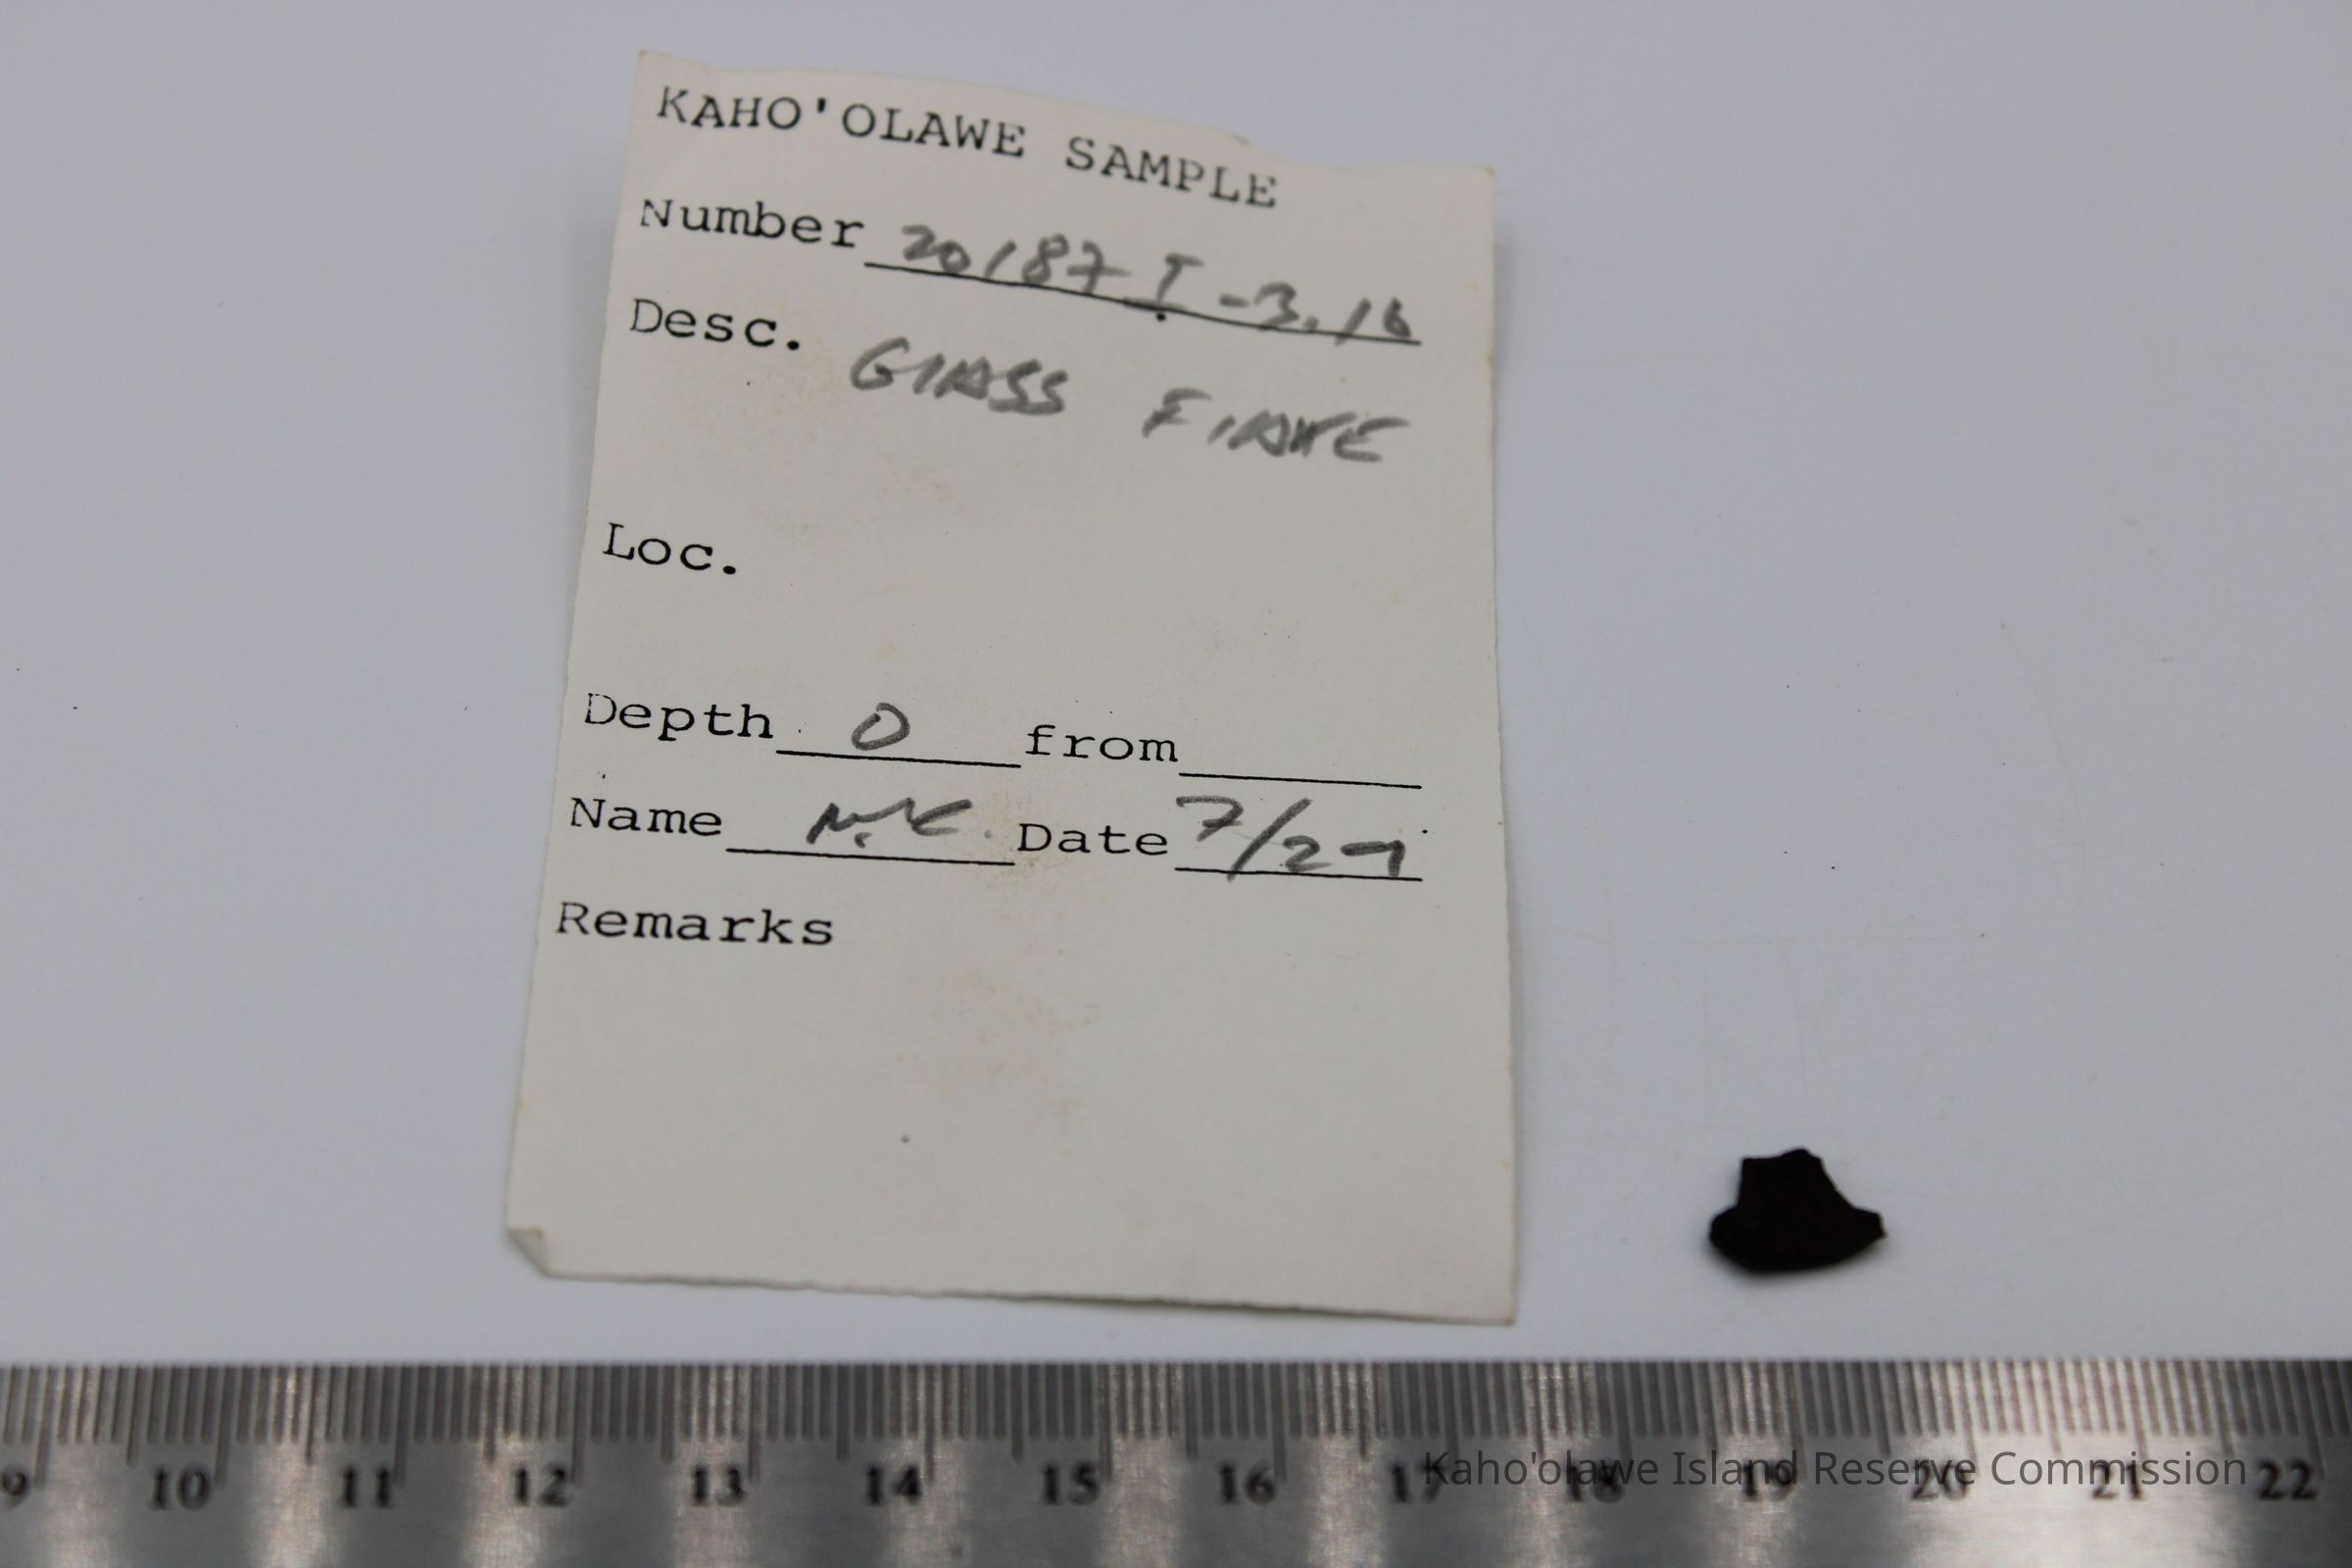 KAHO'OLAWE SAMPLE
Number 20187 I -3.16
Desc. GLASS FLAKE
Loc.
Depth 0 from
Name Date 7/27
Remarks
9 10 11 12 13 14 15 16 17 18 19 20 21 22
Kaho'olawe Island Reserve Commission